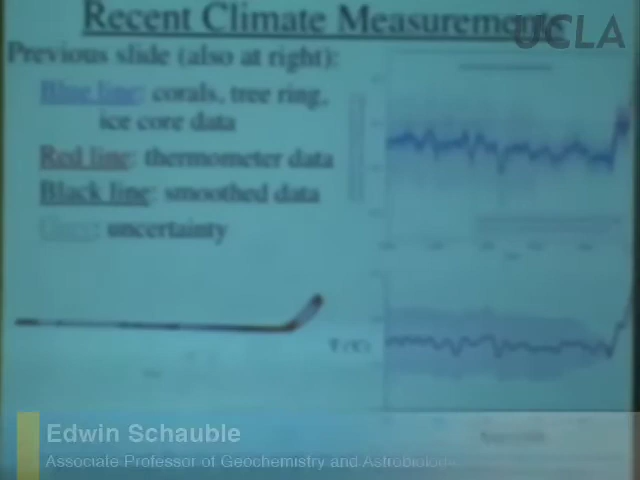 Recent Climate Measurements
UCLA
Previous slide (also at right):
Blue line: corals, tree ring,
ice core data
Red line: thermometer data
Black line: smoothed data
Grey: uncertainty
T (°C)
Edwin Schauble
Associate Professor of Geochemistry and Astrobiology